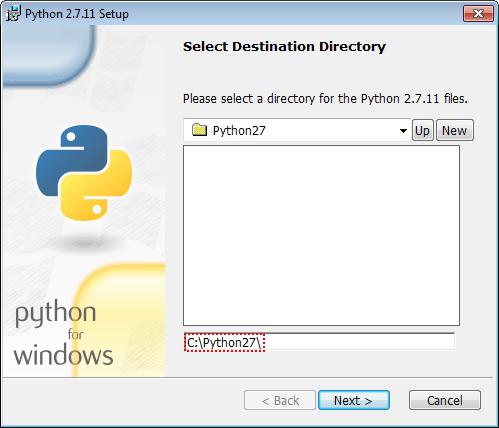 Python 2.7.11 Setup
Select Destination Directory
Please select a directory for the Python 2.7.11 files.
Python27
Up
New
C:\Python27\
python
for
windows
< Back
Next >
Cancel